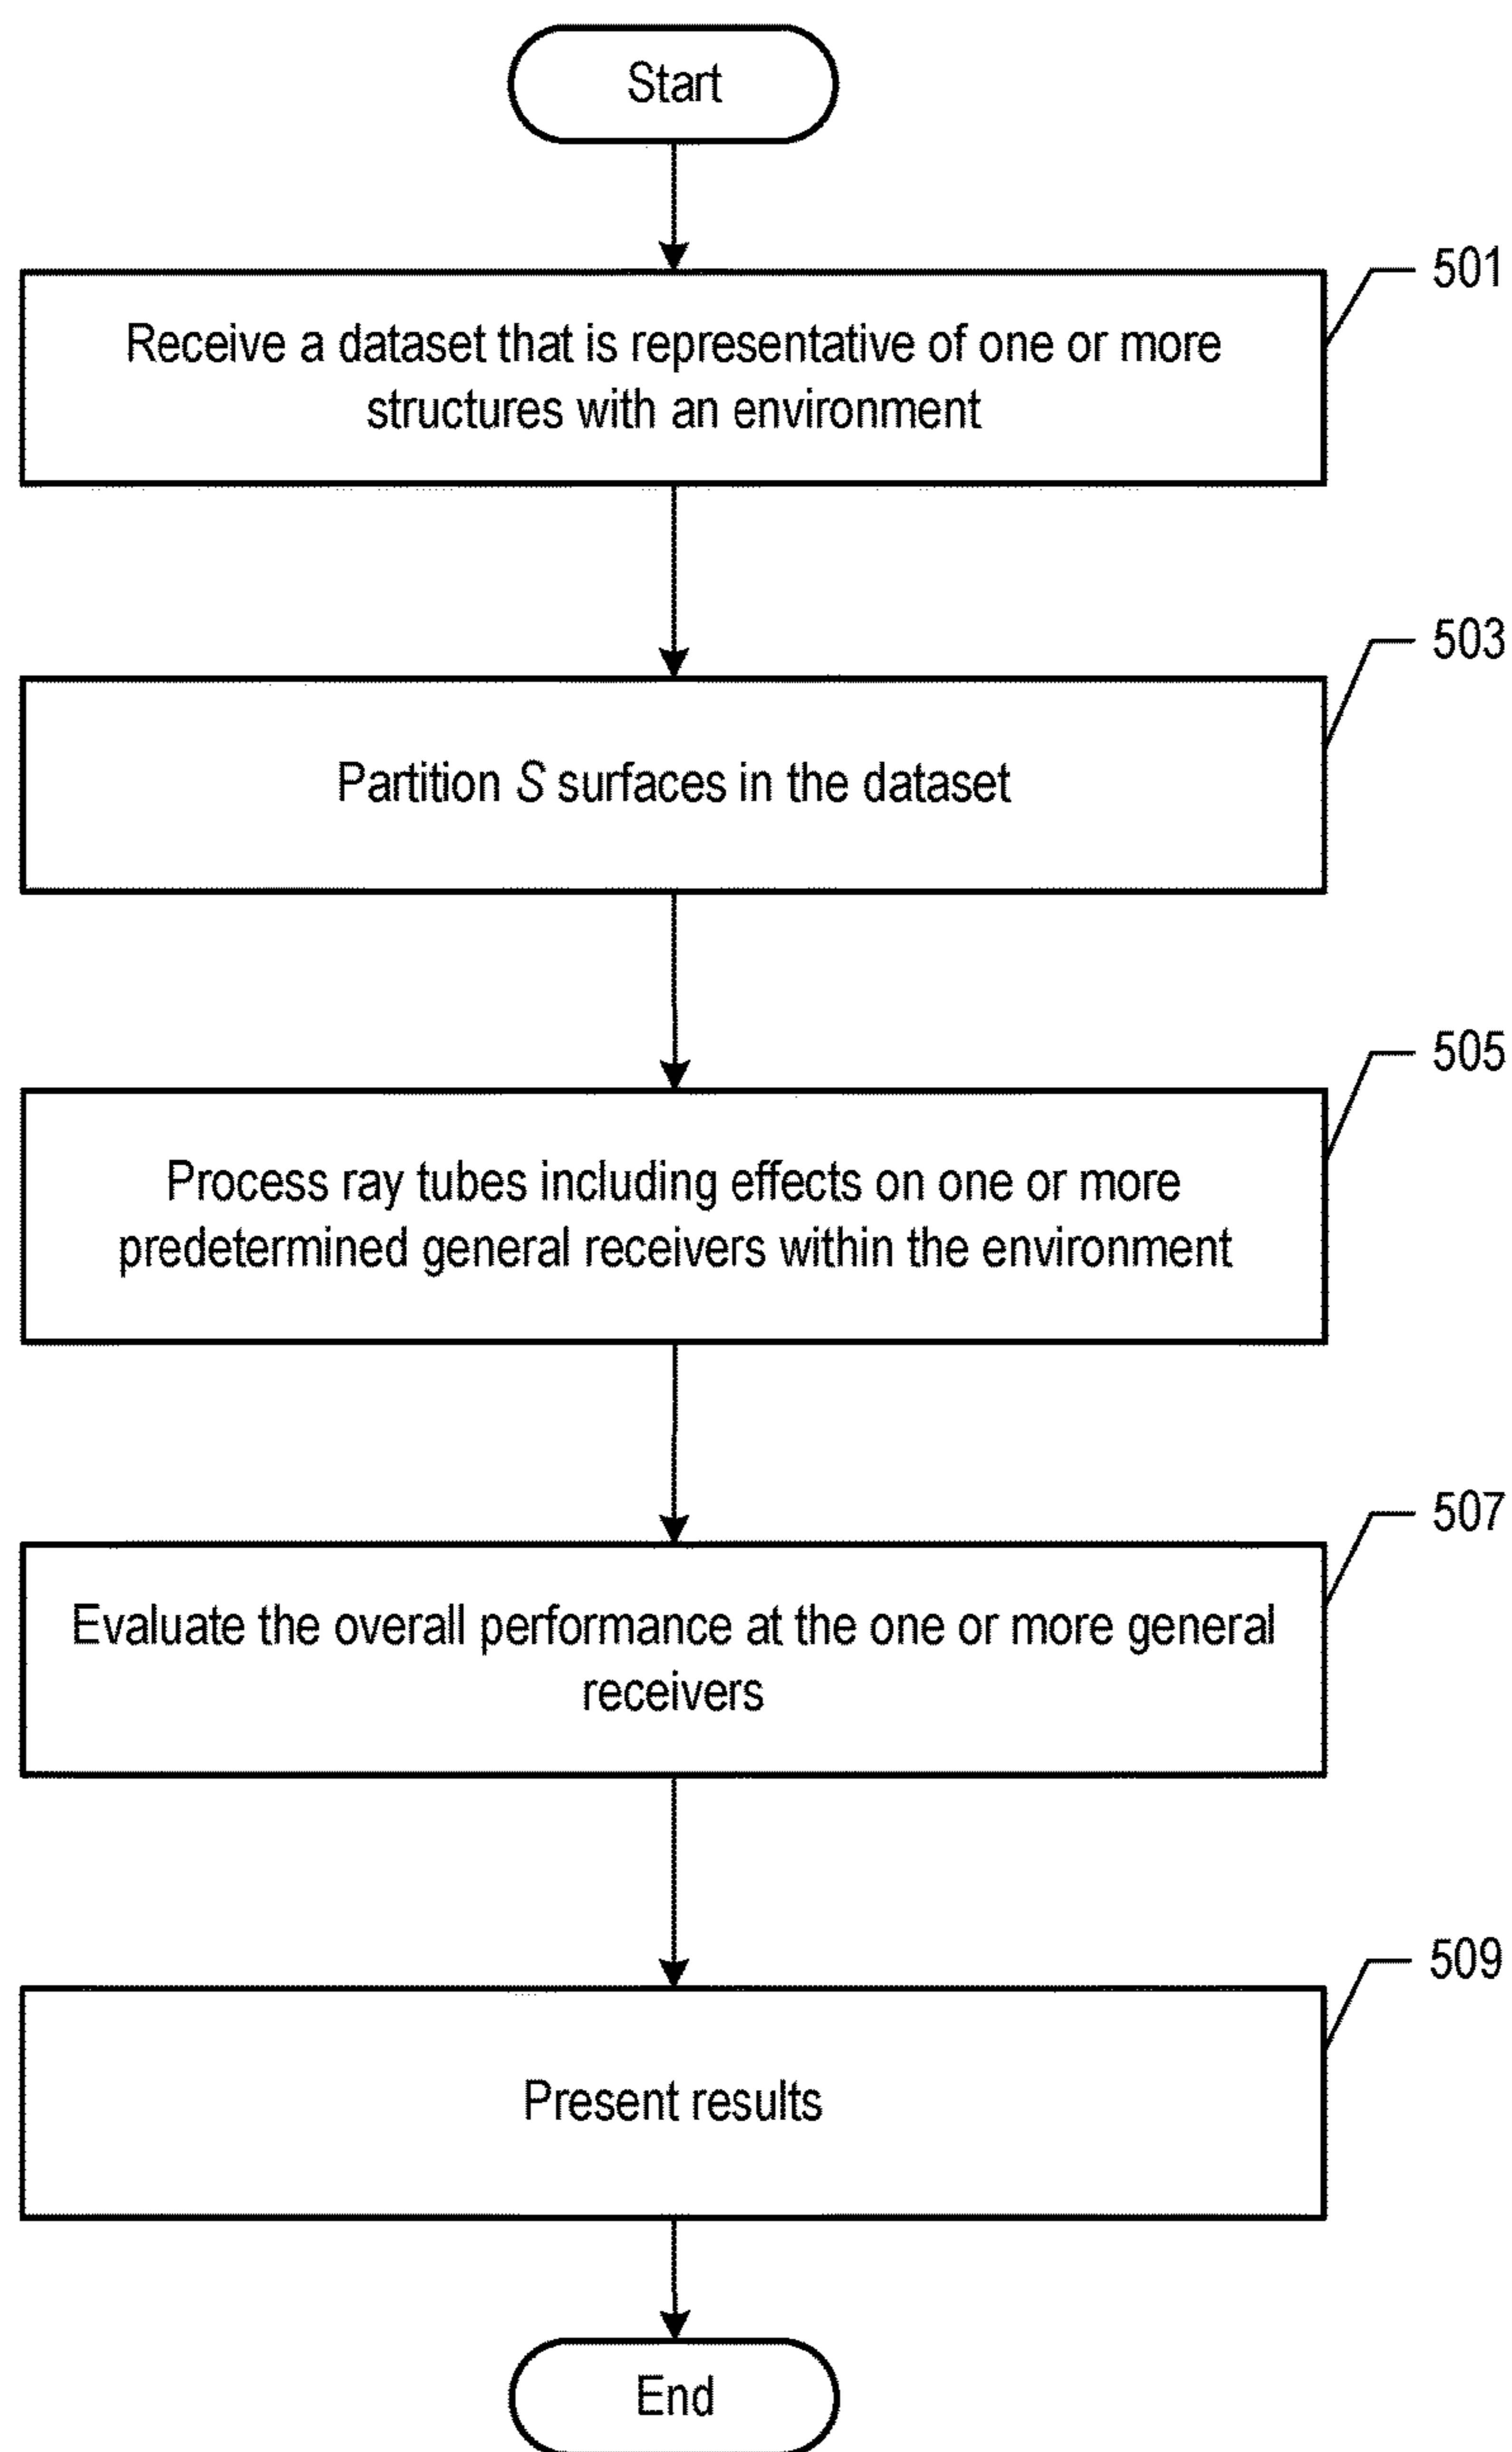 Start
501
Receive a dataset that is representative of one or more
structures with an environment
503
Partition S surfaces in the dataset
505
Process ray tubes including effects on one or more
predetermined general receivers within the environment
507
Evaluate the overall performance at the one or more general
receivers
509
Present results
End